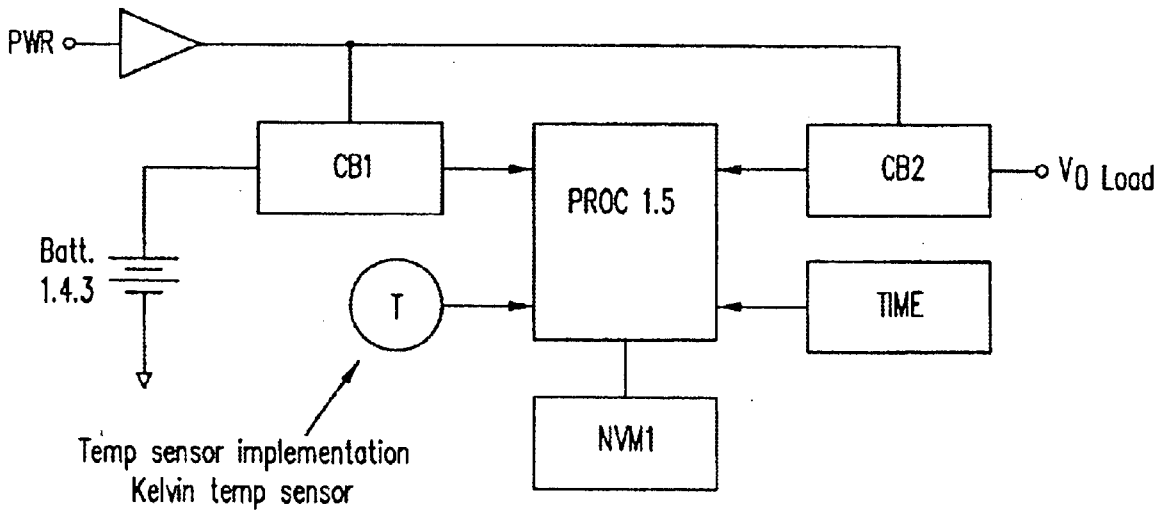 PWR
CB1
PROC 1.5
CB2
V0 Load
Batt.
1.4.3
T
TIME
Temp sensor implementation
Kelvin temp sensor
NVM1